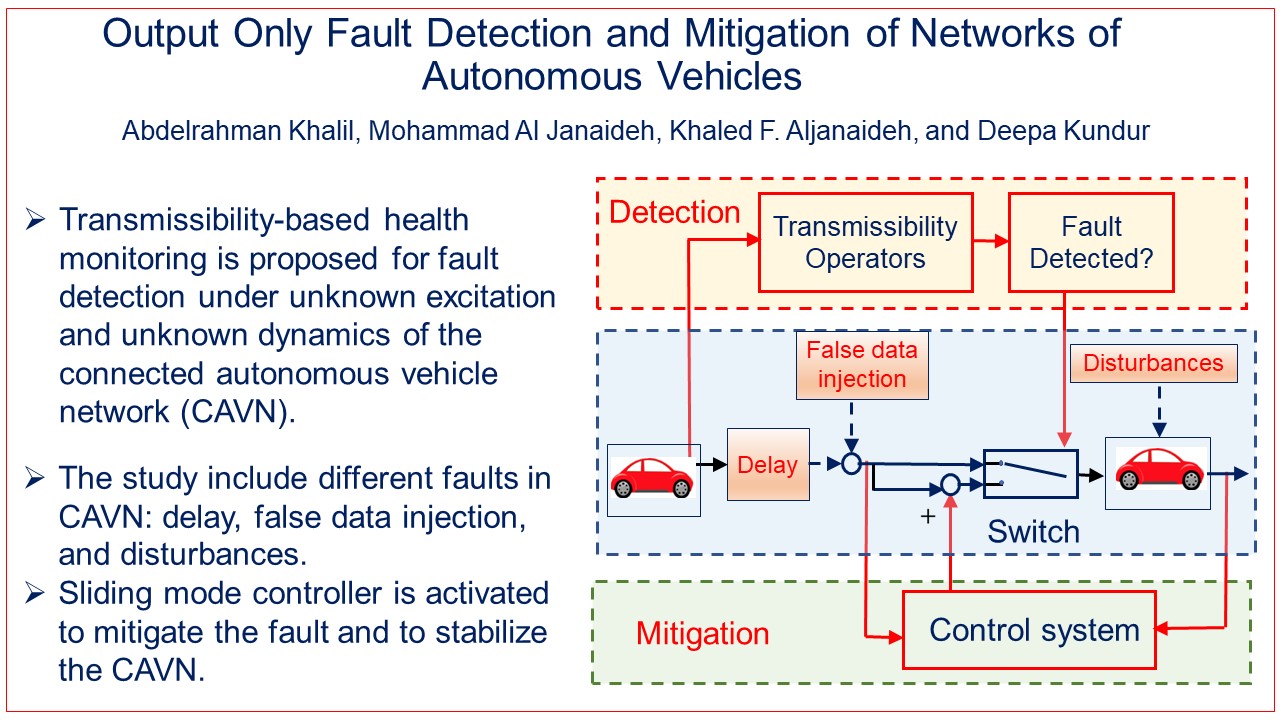 Output Only Fault Detection and Mitigation of Networks of
Autonomous Vehicles
Abdelrahman Khalil, Mohammad Al Janaideh, Khaled F. Aljanaideh, and Deepa Kundur
➢ Transmissibility-based health
monitoring is proposed for fault
detection under unknown excitation
and unknown dynamics of the
connected autonomous vehicle
network (CAVN).
➢ The study include different faults in
CAVN: delay, false data injection,
and disturbances.
➢ Sliding mode controller is activated
to mitigate the fault and to stabilize
the CAVN.
Detection
Transmissibility
Operators
Fault
Detected?
False data
injection
Disturbances
Delay
+
Switch
Mitigation
Control system